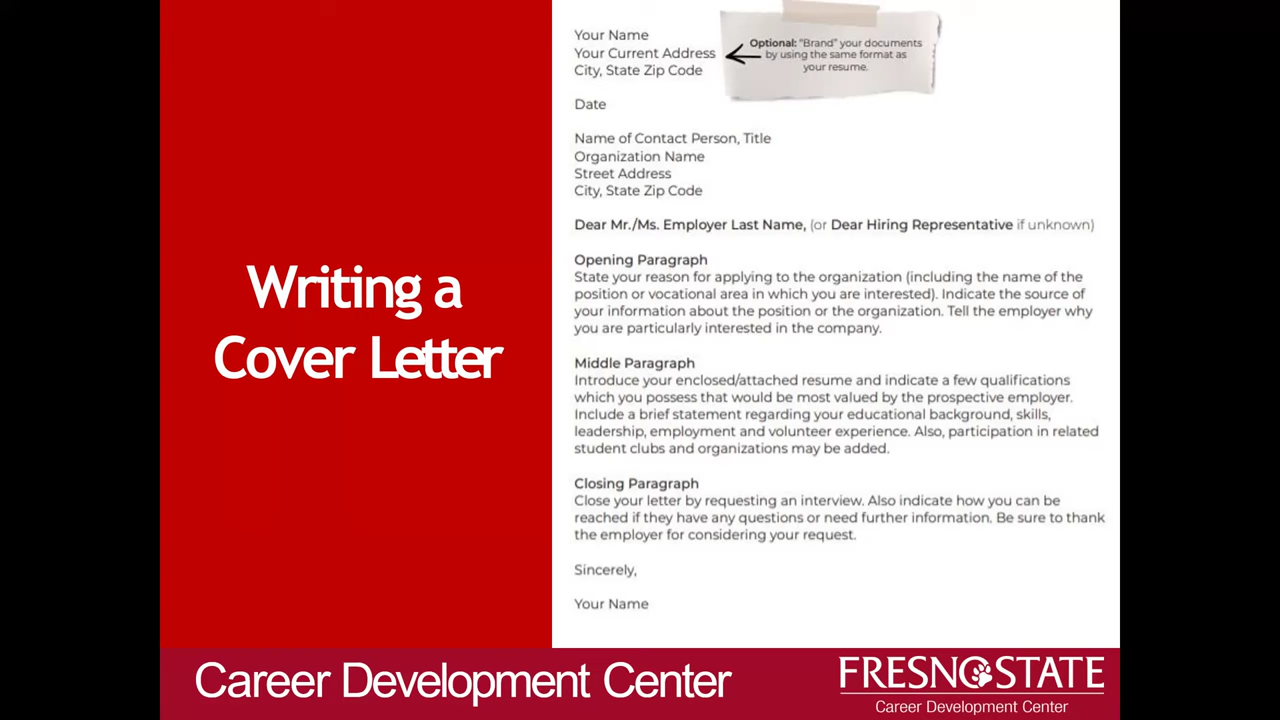 Writing a
Cover Letter
Your Name
Your Current Address
City, State Zip Code
Optional: "Brand" your documents
by using the same format as
your resume.
Date
Name of Contact Person, Title
Organization Name
Street Address
City, State Zip Code
Dear Mr./Ms. Employer Last Name, (or Dear Hiring Representative if unknown)
Opening Paragraph
State your reason for applying to the organization (including the name of the
position or vocational area in which you are interested). Indicate the source of
your information about the position or the organization. Tell the employer why
you are particularly interested in the company.
Middle Paragraph
Introduce your enclosed/attached resume and indicate a few qualifications
which you possess that would be most valued by the prospective employer.
Include a brief statement regarding your educational background, skills,
leadership, employment and volunteer experience. Also, participation in related
student clubs and organizations may be added.
Closing Paragraph
Close your letter by requesting an interview. Also indicate how you can be
reached if they have any questions or need further information. Be sure to thank
the employer for considering your request.
Sincerely,
Your Name
Career Development Center
FRESNO STATE
Career Development Center